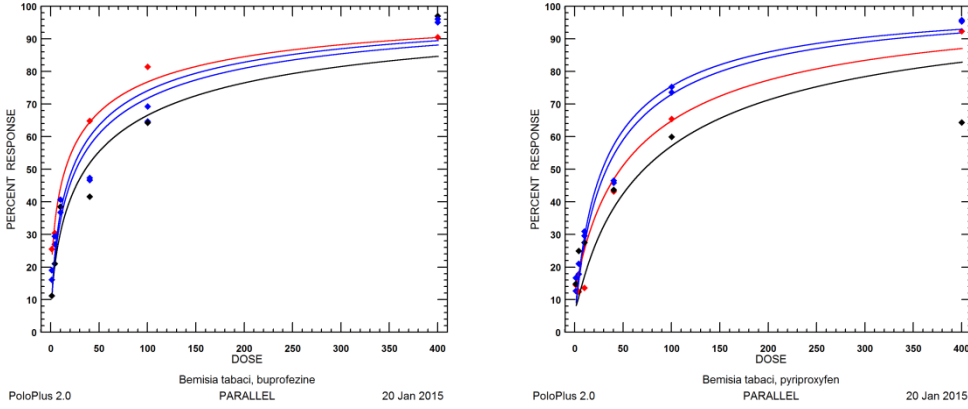 100
90
80
70
60
50
40
30
20
10
0
PERCENT RESPONSE
0 50 100 150 200 250 300 350 400
DOSE
Bemisia tabaci, buprofezine
PoloPlus 2.0 PARALLEL 20 Jan 2015
100
90
80
70
60
50
40
30
20
10
0
PERCENT RESPONSE
0 50 100 150 200 250 300 350 400
DOSE
Bemisia tabaci, pyriproxyfen
PoloPlus 2.0 PARALLEL 20 Jan 2015